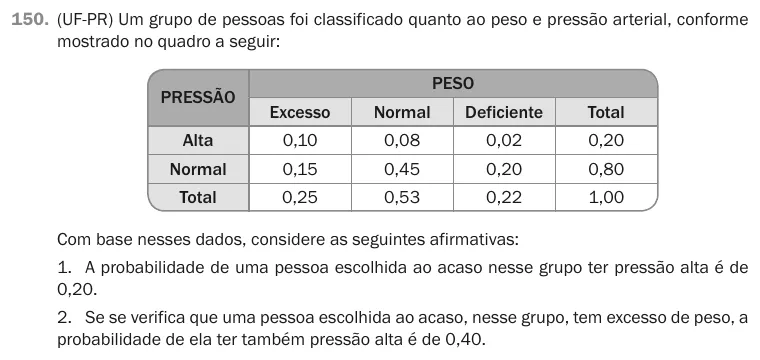 150. (UF-PR) Um grupo de pessoas foi classificado quanto ao peso e pressão arterial, conforme
mostrado no quadro a seguir:
PRESSÃO PESO
Excesso Normal Deficiente Total
Alta 0,10 0,08 0,02 0,20
Normal 0,15 0,45 0,20 0,80
Total 0,25 0,53 0,22 1,00
Com base nesses dados, considere as seguintes afirmativas:
1. A probabilidade de uma pessoa escolhida ao acaso nesse grupo ter pressão alta é de
0,20.
2. Se se verifica que uma pessoa escolhida ao acaso, nesse grupo, tem excesso de peso, a
probabilidade de ela ter também pressão alta é de 0,40.